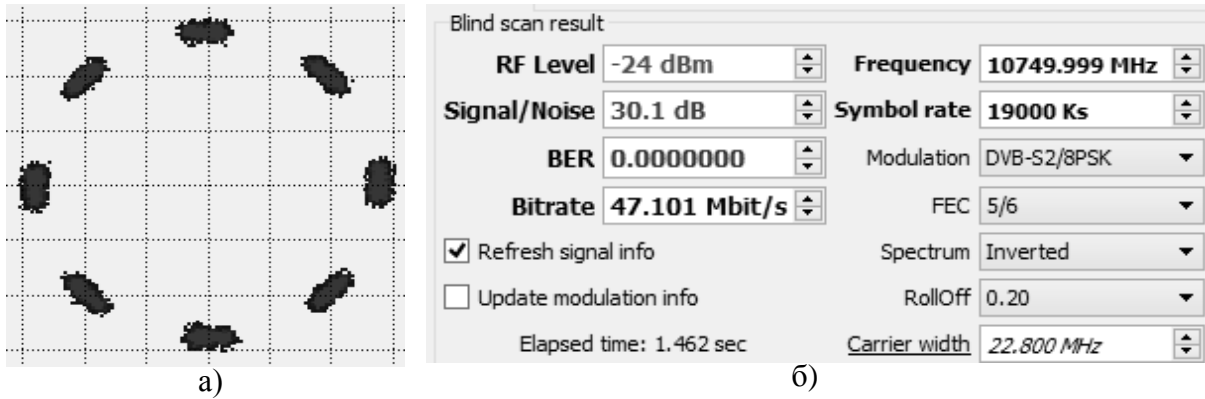 Blind scan result
RF Level -24 dBm Frequency 10749.999 MHz
Signal/Noise 30.1 dB Symbol rate 19000 Ks
BER 0.0000000 Modulation DVB-S2/8PSK
Bitrate 47.101 Mbit/s FEC 5/6
Refresh signal info Spectrum Inverted
Update modulation info RollOff 0.20
Elapsed time: 1.462 sec Carrier width 22.800 MHz
а) б)